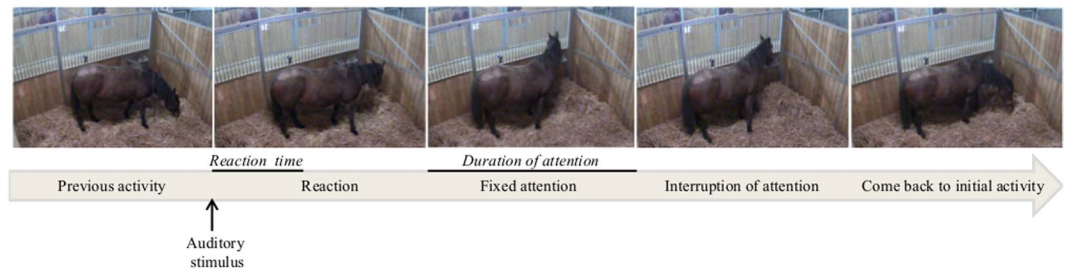 Reaction time
Duration of attention
Previous activity
Reaction
Fixed attention
Interruption of attention
Come back to initial activity
Auditory
stimulus